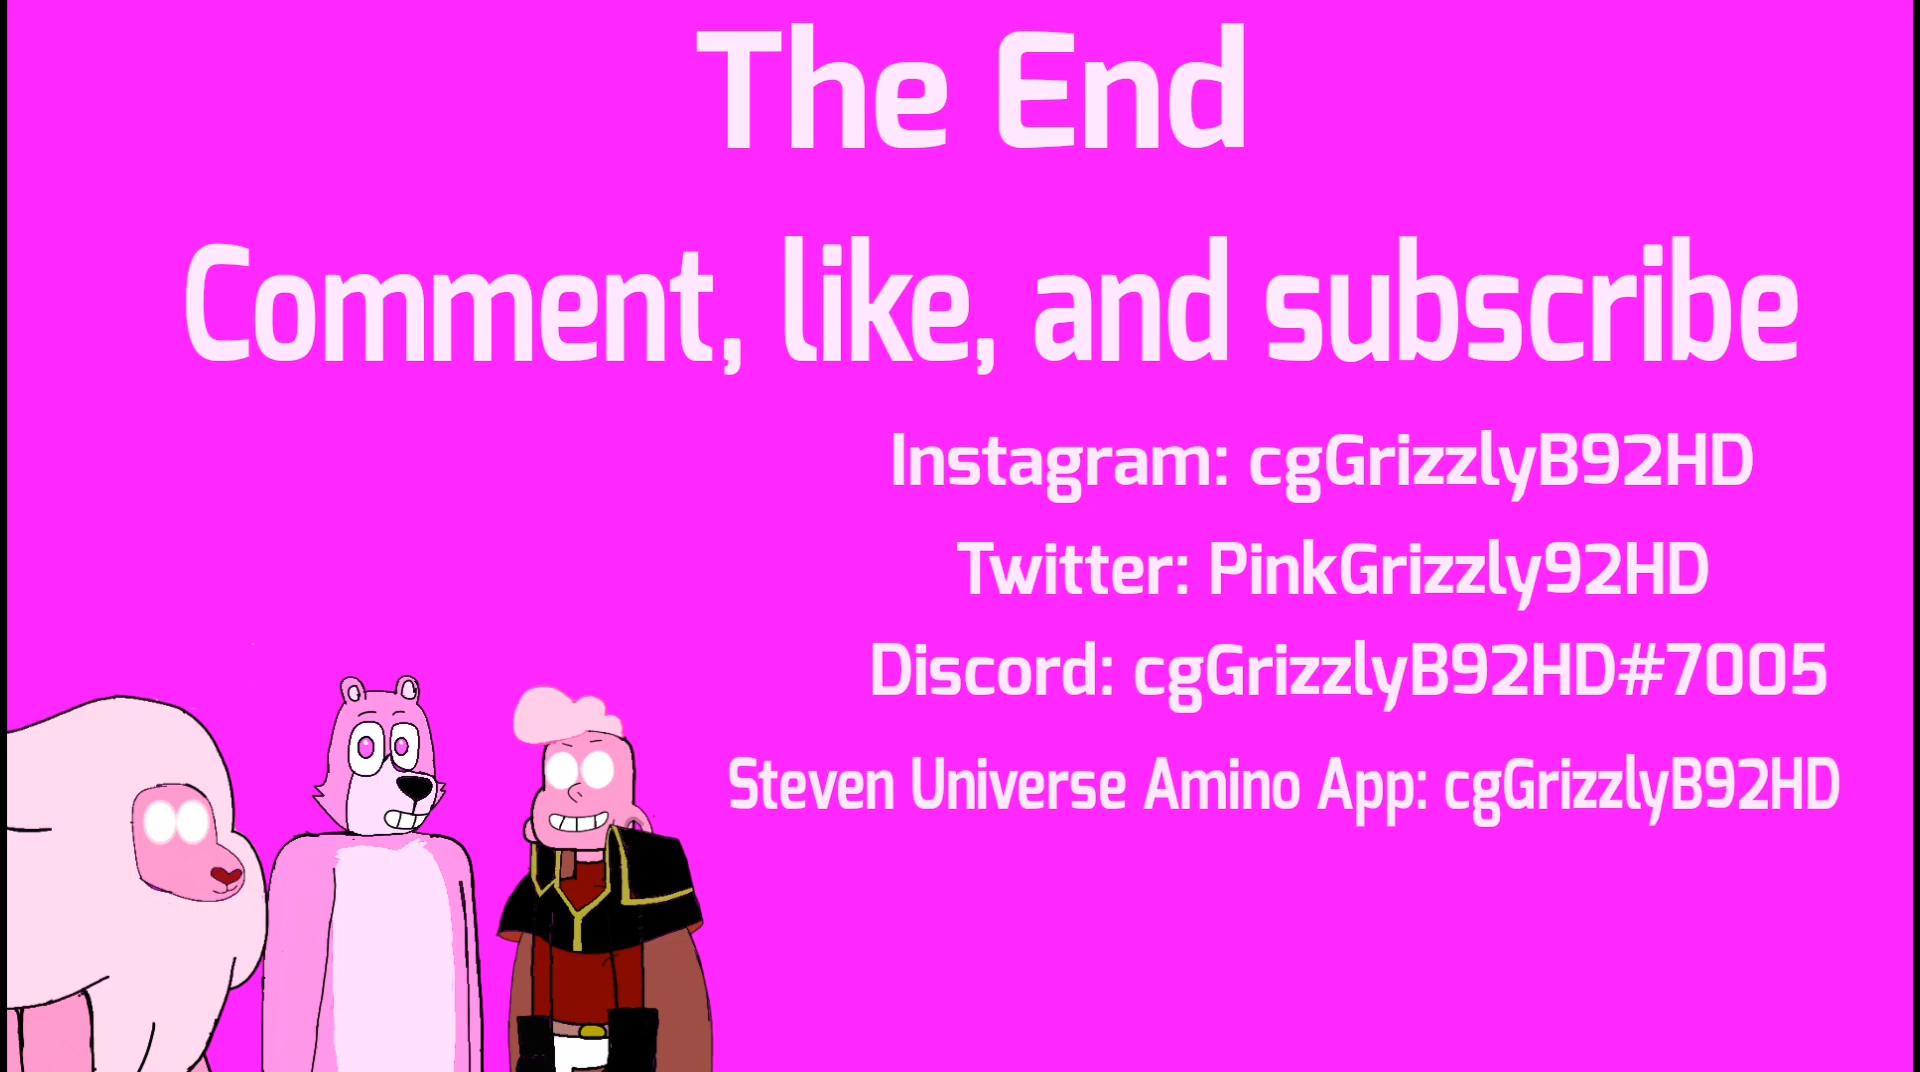 The End
Comment, like, and subscribe
Instagram: cgGrizzlyB92HD
Twitter: PinkGrizzly92HD
Discord: cgGrizzlyB92HD#7005
Steven Universe Amino App: cgGrizzlyB92HD